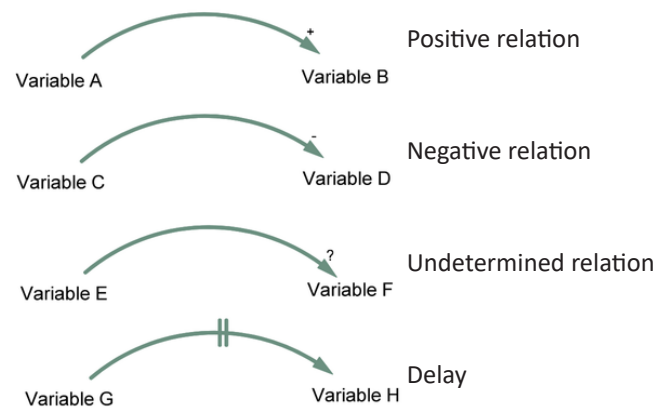 +
Positive relation
Variable A
Variable B
-
Negative relation
Variable C
Variable D
?
Undetermined relation
Variable E
Variable F
Delay
Variable G
Variable H